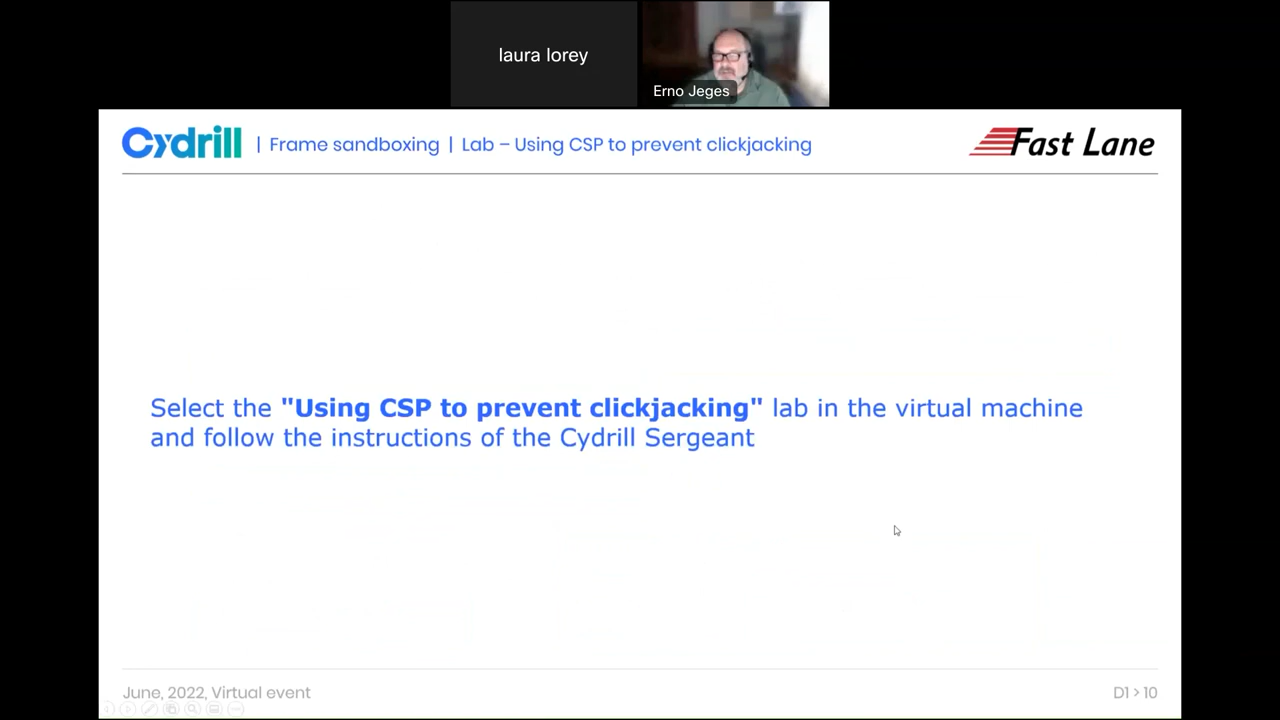 laura lorey
Erno Jeges
Cydrill | Frame sandboxing | Lab – Using CSP to prevent clickjacking
Fast Lane
Select the "Using CSP to prevent clickjacking" lab in the virtual machine
and follow the instructions of the Cydrill Sergeant
June, 2022, Virtual event
D1 > 10